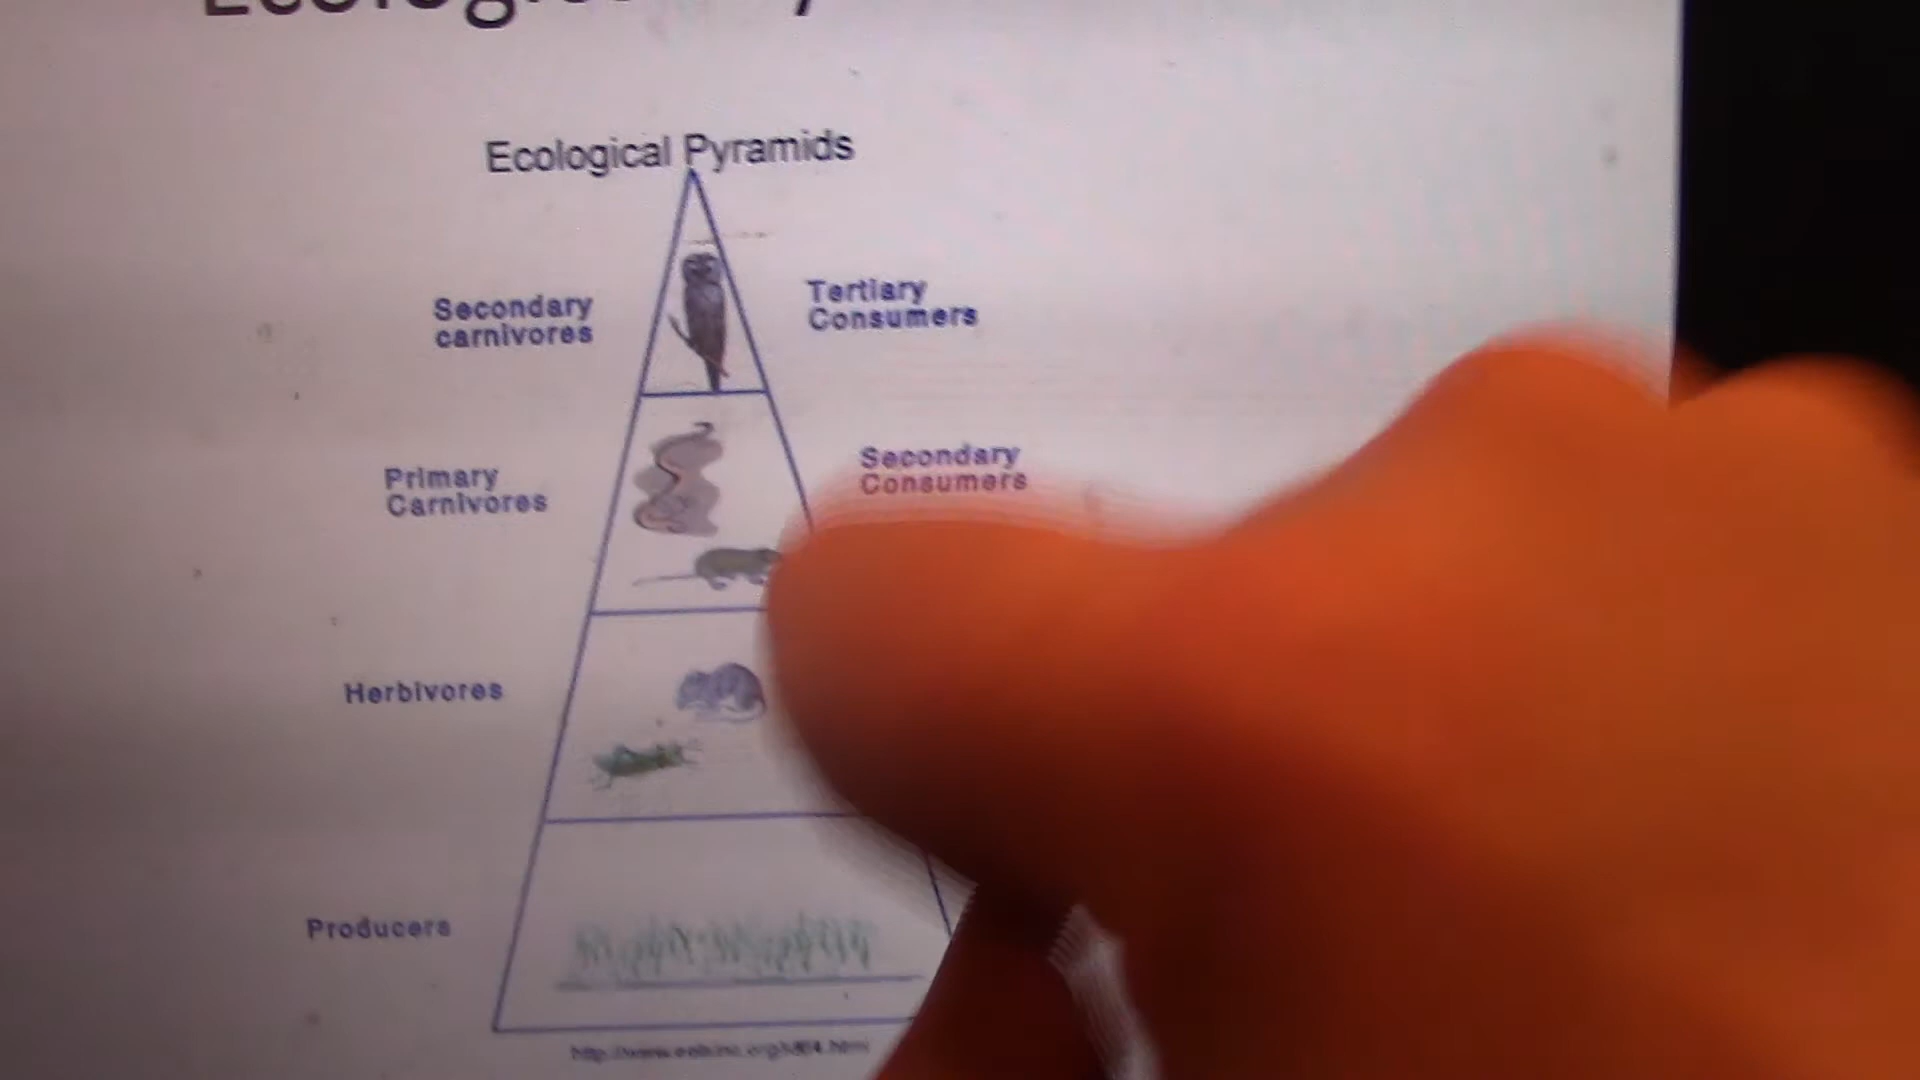 Ecological Pyramids
Secondary
carnivores
Tertiary
Consumers
Primary
Carnivores
Secondary
Consumers
Herbivores
Producers